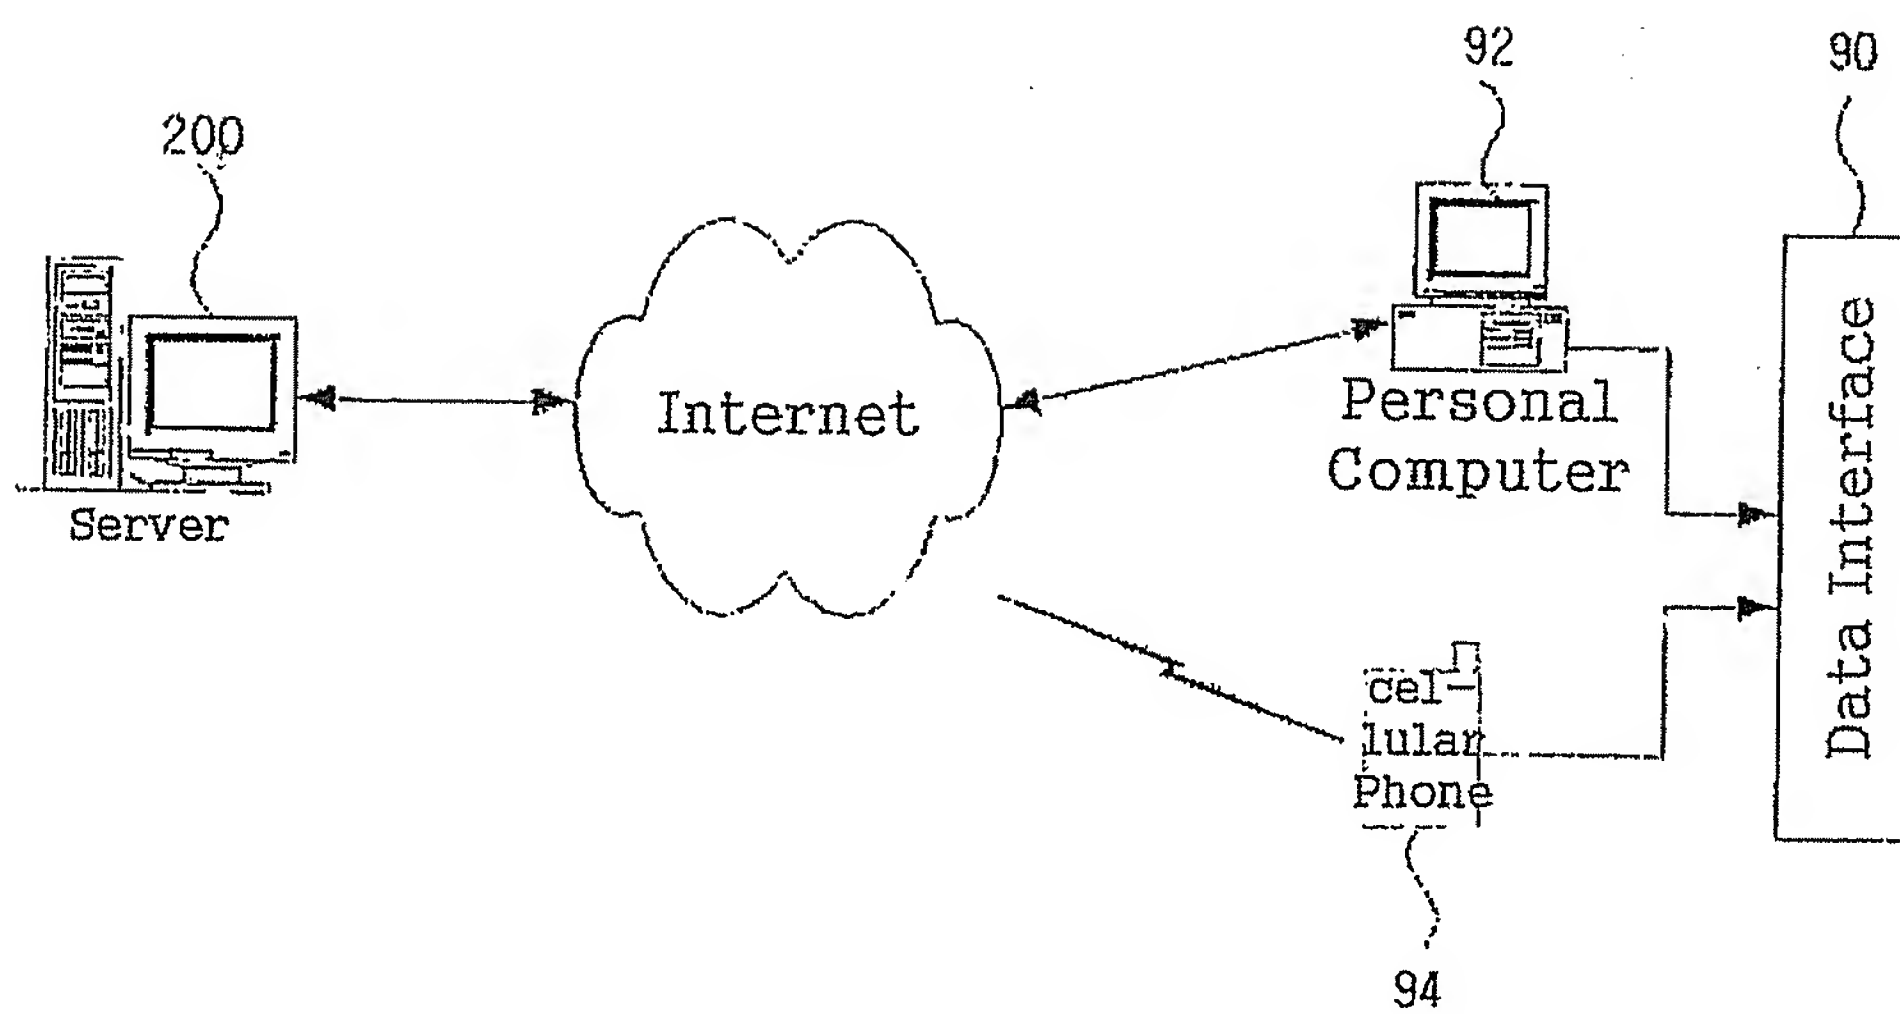 92
90
200
Internet
Personal
Computer
Server
Data Interface
cel-
lular
Phone
94